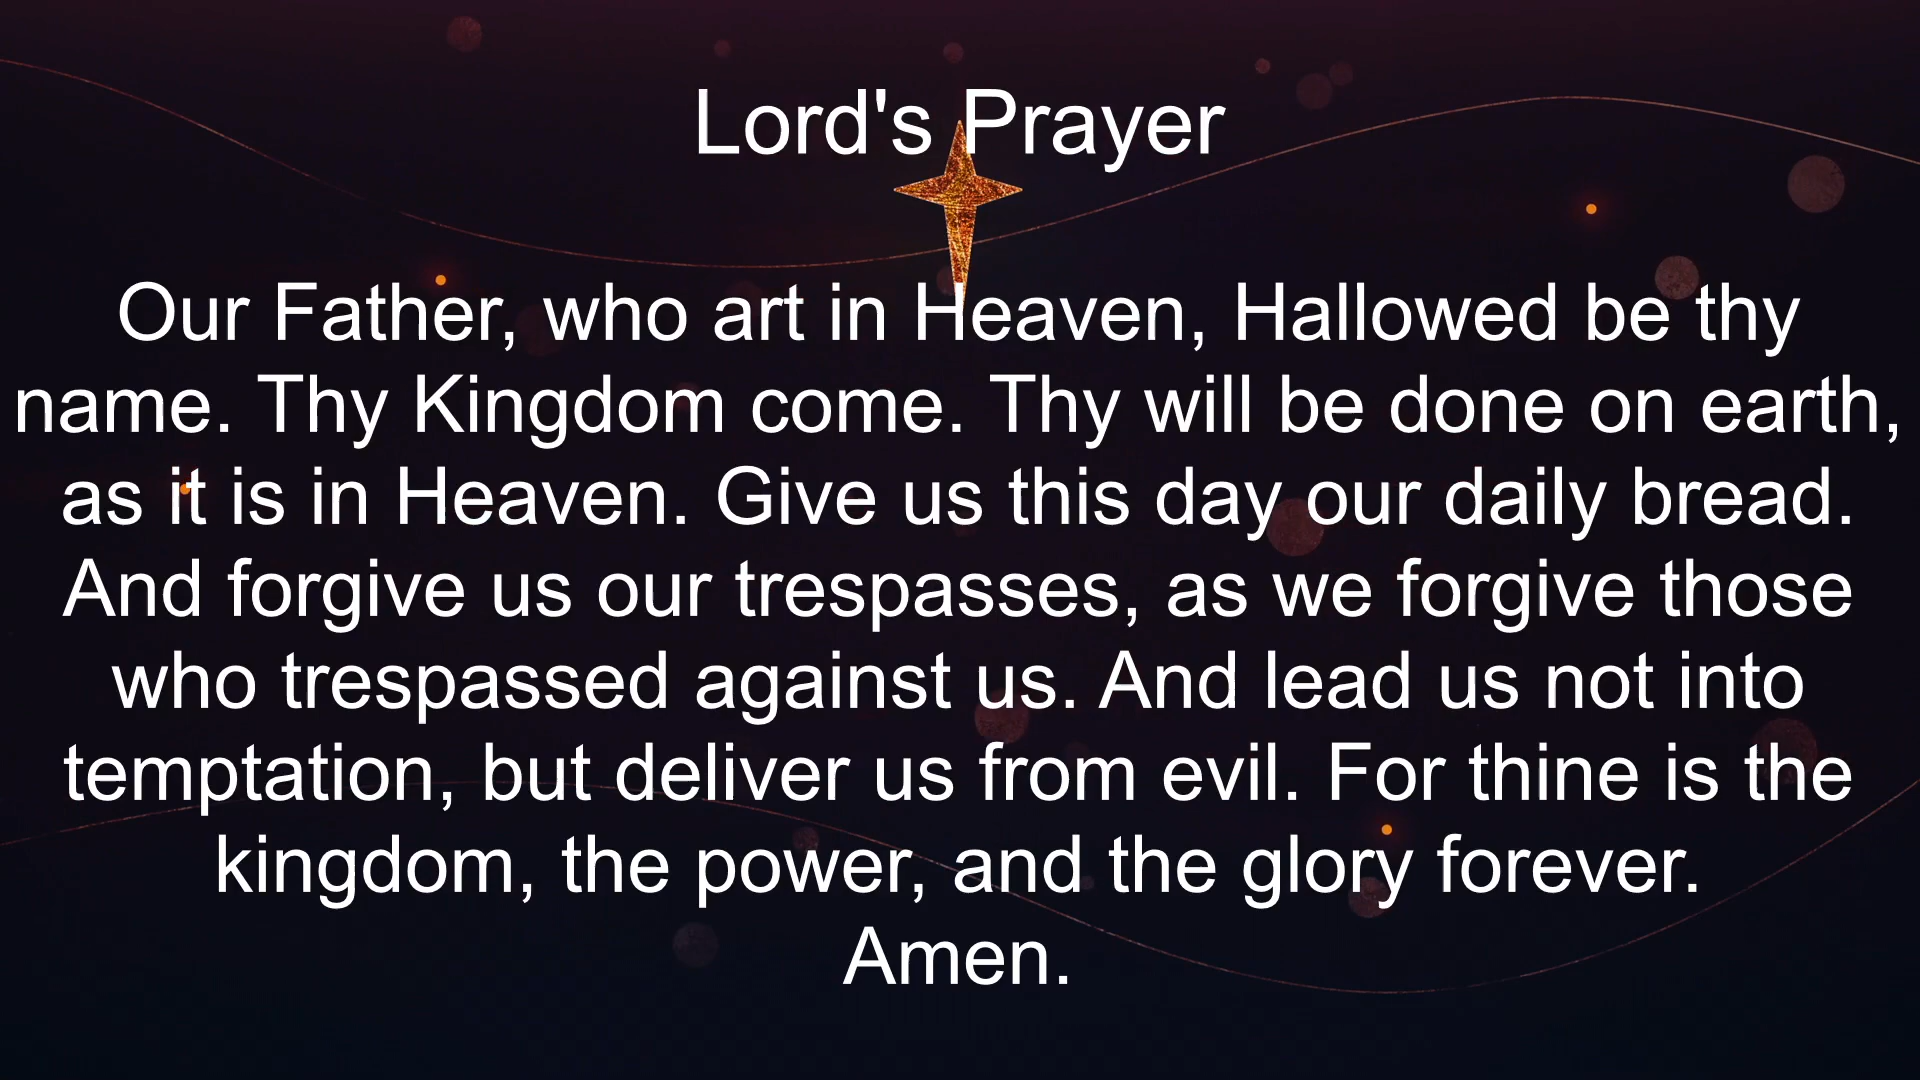 Lord's Prayer
Our Father, who art in Heaven, Hallowed be thy
name. Thy Kingdom come. Thy will be done on earth,
as it is in Heaven. Give us this day our daily bread.
And forgive us our trespasses, as we forgive those
who trespassed against us. And lead us not into
temptation, but deliver us from evil. For thine is the
kingdom, the power, and the glory forever.
Amen.